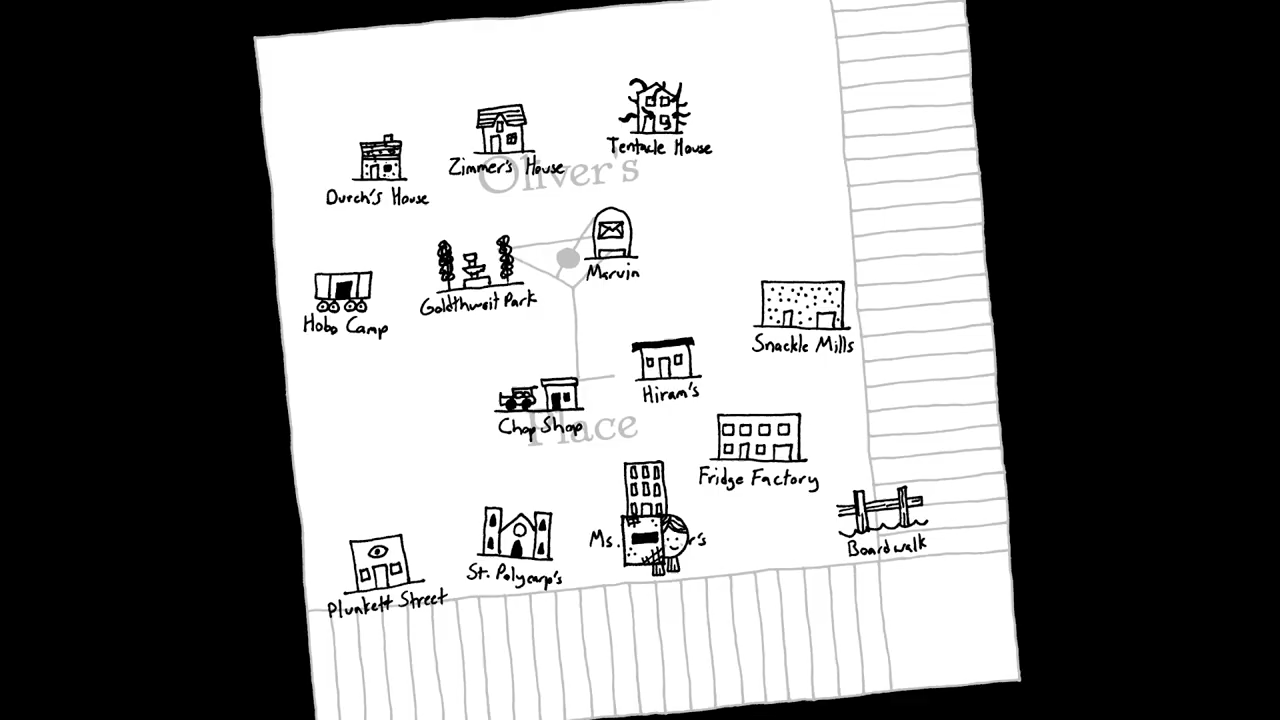 Tentacle House
Zimmer's House
Oliver's
Durch's House
Marvin
Goldthwait Park
Hobo Camp
Snackle Mills
Hiram's
Chop Shop
Place
Fridge Factory
Ms. r's
Boardwalk
St. Polycarp's
Plunkett Street